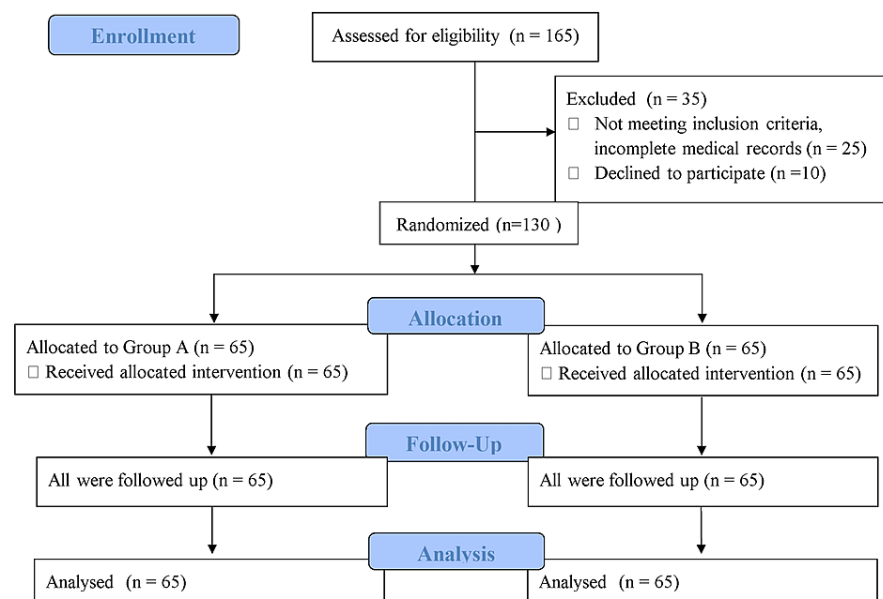 Enrollment
Assessed for eligibility (n = 165)
Excluded (n = 35)
□ Not meeting inclusion criteria,
incomplete medical records (n = 25)
□ Declined to participate (n =10)
Randomized (n=130 )
Allocation
Allocated to Group A (n = 65)
□ Received allocated intervention (n = 65)
Allocated to Group B (n = 65)
□ Received allocated intervention (n = 65)
Follow-Up
All were followed up (n = 65)
All were followed up (n = 65)
Analysis
Analysed (n = 65)
Analysed (n = 65)